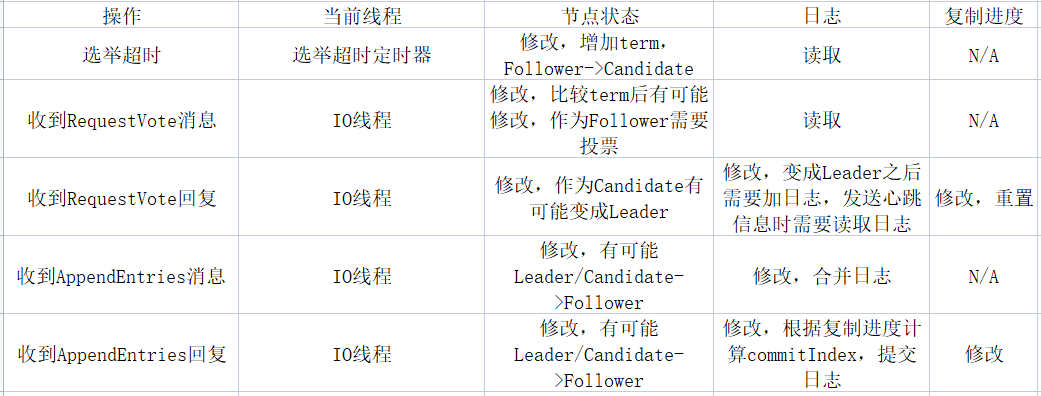 操作 当前线程 节点状态 日志 复制进度
选举超时 选举超时定时器 修改，增加term，
Follower->Candidate 读取 N/A
收到RequestVote消息 IO线程 修改，比较term后有可能
修改，作为Follower需要
投票 读取 N/A
收到RequestVote回复 IO线程 修改，作为Candidate有
可能变成Leader 修改，变成Leader之后
需要加日志，发送心跳
信息时需要读取日志 修改，重置
收到AppendEntries消息 IO线程 修改，有可能
Leader/Candidate-
>Follower 修改，合并日志 N/A
收到AppendEntries回复 IO线程 修改，有可能
Leader/Candidate-
>Follower 修改，根据复制进度计
算commitIndex，提交
日志 修改